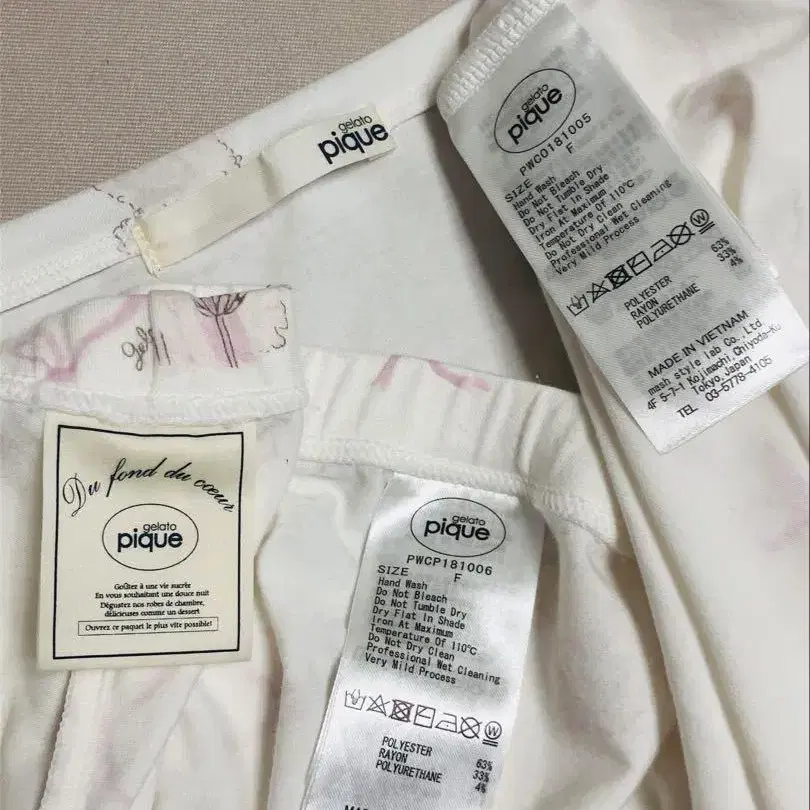 gelato
pique
gelato
pique
PWCO181005
SIZE F
Hand Wash
Do Not Bleach
Do Not Tumble Dry
Dry Flat In Shade
Iron At Maximum
Temperature Of 110℃
Do Not Dry Clean
Professional Wet Cleaning
Very Mild Process
POLYESTER 63%
RAYON 33%
POLYURETHANE 4%
MADE IN VIETNAM
mash style lab Co. Ltd.
4F 5-7-1 Kojimachi, Chiyoda-Ku
Tokyo, Japan
TEL 03-5778-4105
Du fond du cœur
gelato
pique
Goûtez à une vie sucrée
En vous souhaitant une douce nuit
Dégustez nos robes de chambre,
délicieuses comme un dessert
Ouvrez ce paquet le plus vite possible!
gelato
pique
PWCP181006
SIZE F
Hand Wash
Do Not Bleach
Do Not Tumble Dry
Dry Flat In Shade
Iron At Maximum
Temperature Of 110℃
Do Not Dry Clean
Professional Wet Cleaning
Very Mild Process
POLYESTER 63%
RAYON 33%
POLYURETHANE 4%